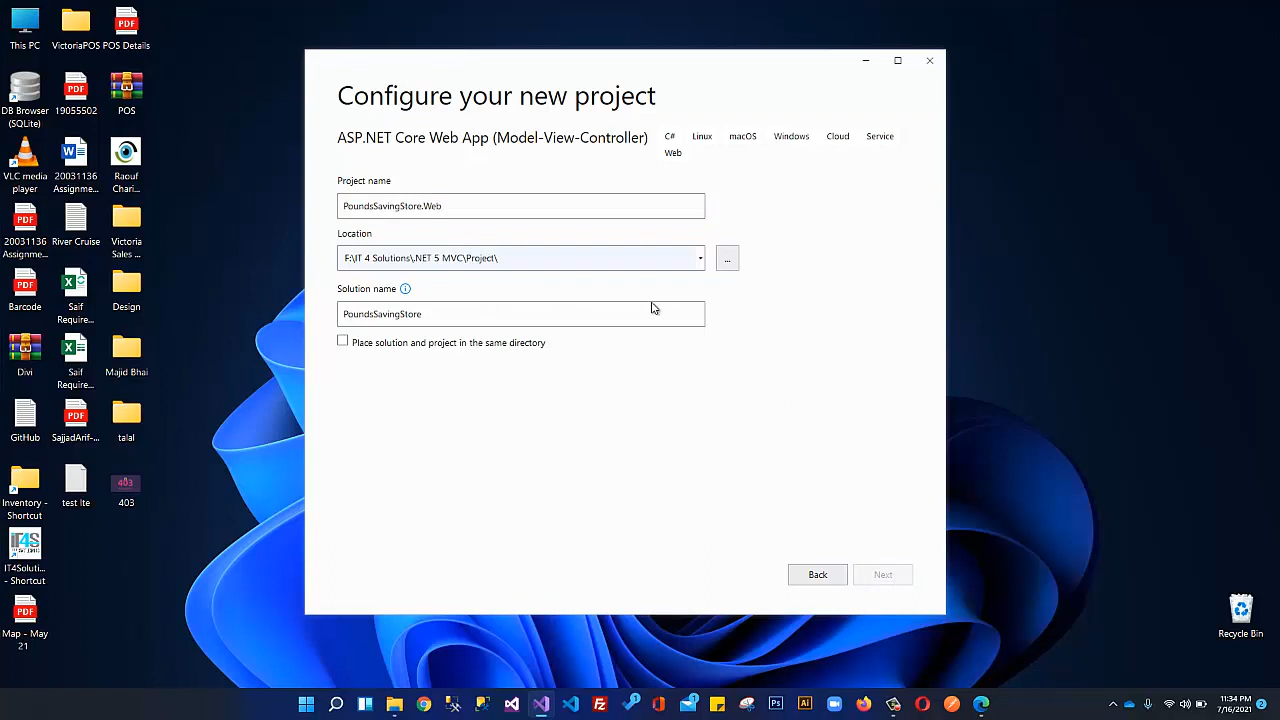 This PC
VictoriaPOS
POS Details
DB Browser
(SQLite)
19055502
POS
VLC media
player
20031136
Assignme...
Raouf
Chari...
20031136
Assignme...
River Cruise
Victoria
Sales ...
Barcode
Saif
Require...
Design
Divi
Saif
Require...
Majid Bhai
GitHub
SajjadArif-...
talal
Inventory -
Shortcut
test lte
403
403
IT4S
IT4Soluti...
- Shortcut
Map - May
21
Configure your new project
ASP.NET Core Web App (Model-View-Controller)
C# Linux macOS Windows Cloud Service
Web
Project name
PoundsSavingStore.Web
Location
F:\IT 4 Solutions\.NET 5 MVC\Project\
...
Solution name
PoundsSavingStore
Place solution and project in the same directory
Back
Next
Recycle Bin
11:34 PM
7/16/2021
2